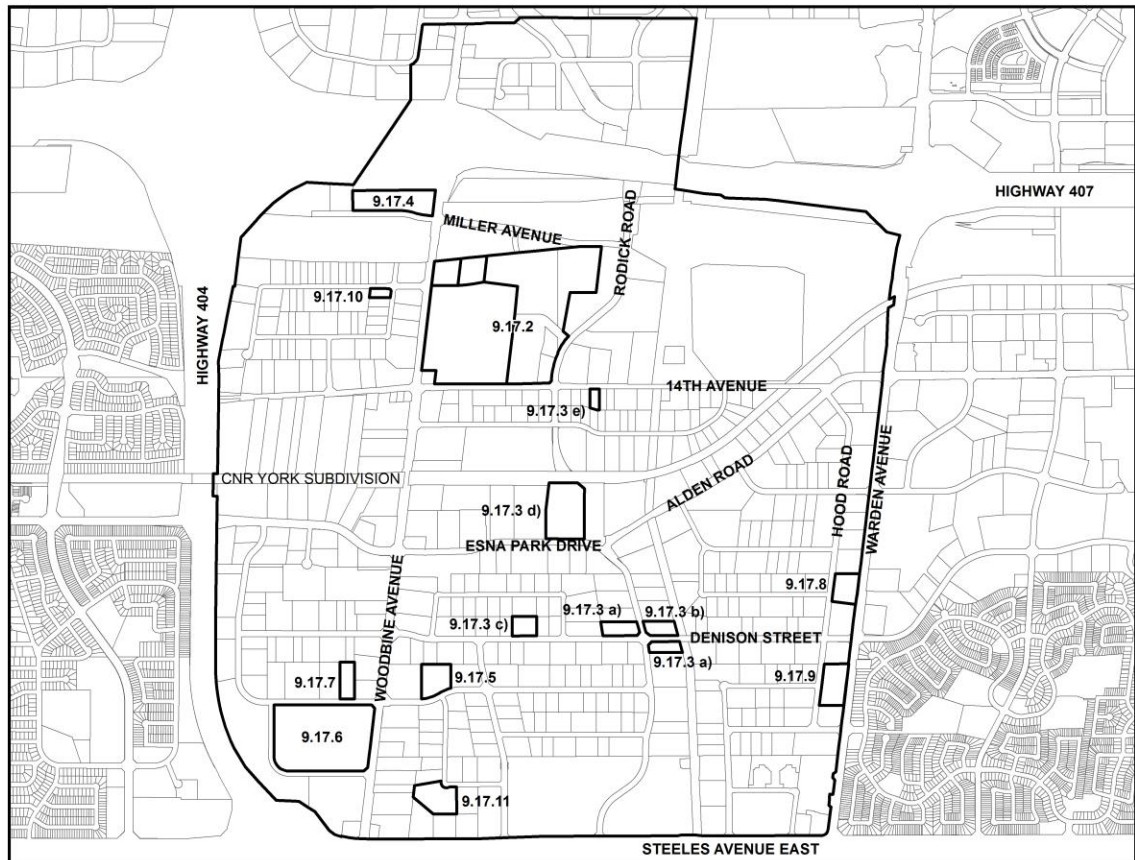 HIGHWAY 407
9.17.4
MILLER AVENUE
RODICK ROAD
9.17.10
9.17.2
HIGHWAY 404
14TH AVENUE
9.17.3 e)
CNR YORK SUBDIVISION
ALDEN ROAD
HOOD ROAD
WARDEN AVENUE
9.17.3 d)
ESNA PARK DRIVE
WOODBINE AVENUE
9.17.8
9.17.3 a)
9.17.3 b)
9.17.3 c)
DENISON STREET
9.17.3 a)
9.17.7
9.17.5
9.17.9
9.17.6
9.17.11
STEELES AVENUE EAST